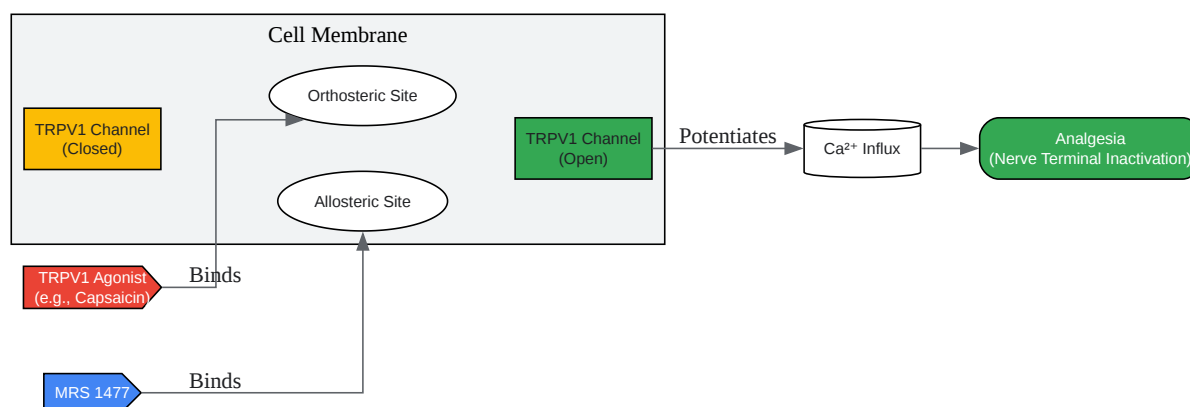 Cell Membrane
Orthosteric Site
TRPV1 Channel
(Closed)
TRPV1 Channel
(Open)
Potentiates
Ca²⁺ Influx
Analgesia
(Nerve Terminal Inactivation)
Allosteric Site
TRPV1 Agonist
(e.g., Capsaicin)
Binds
MRS 1477
Binds